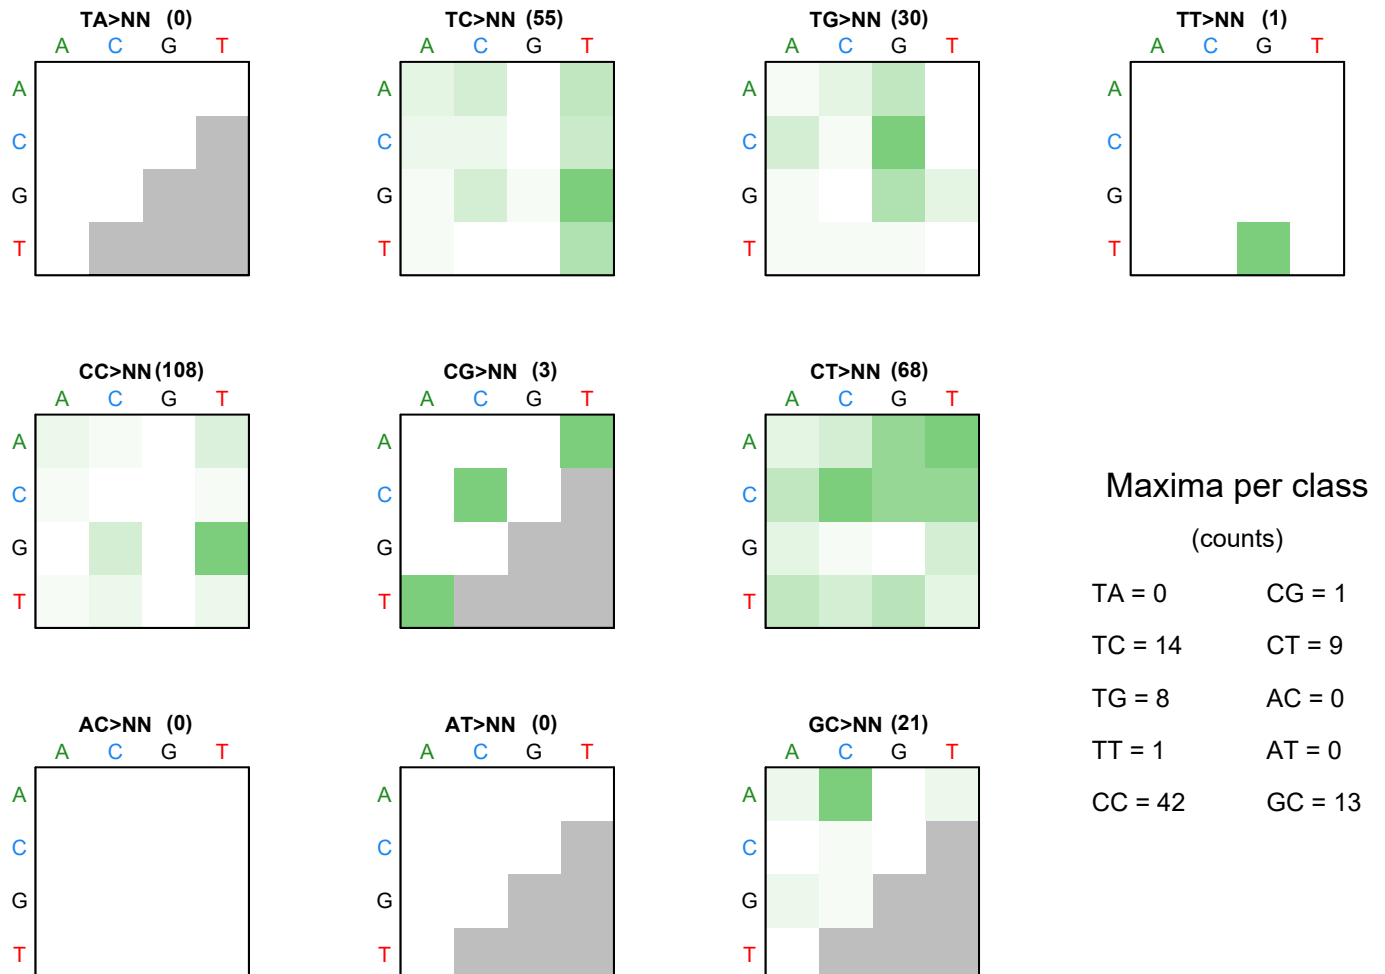 TA>NN (0)
A C G T
A
C
G
T
TC>NN (55)
A C G T
A
C
G
T
TG>NN (30)
A C G T
A
C
G
T
TT>NN (1)
A C G T
A
C
G
T
CC>NN (108)
A C G T
A
C
G
T
CG>NN (3)
A C G T
A
C
G
T
CT>NN (68)
A C G T
A
C
G
T
Maxima per class
(counts)
TA = 0 CG = 1
TC = 14 CT = 9
TG = 8 AC = 0
TT = 1 AT = 0
CC = 42 GC = 13
AC>NN (0)
A C G T
A
C
G
T
AT>NN (0)
A C G T
A
C
G
T
GC>NN (21)
A C G T
A
C
G
T